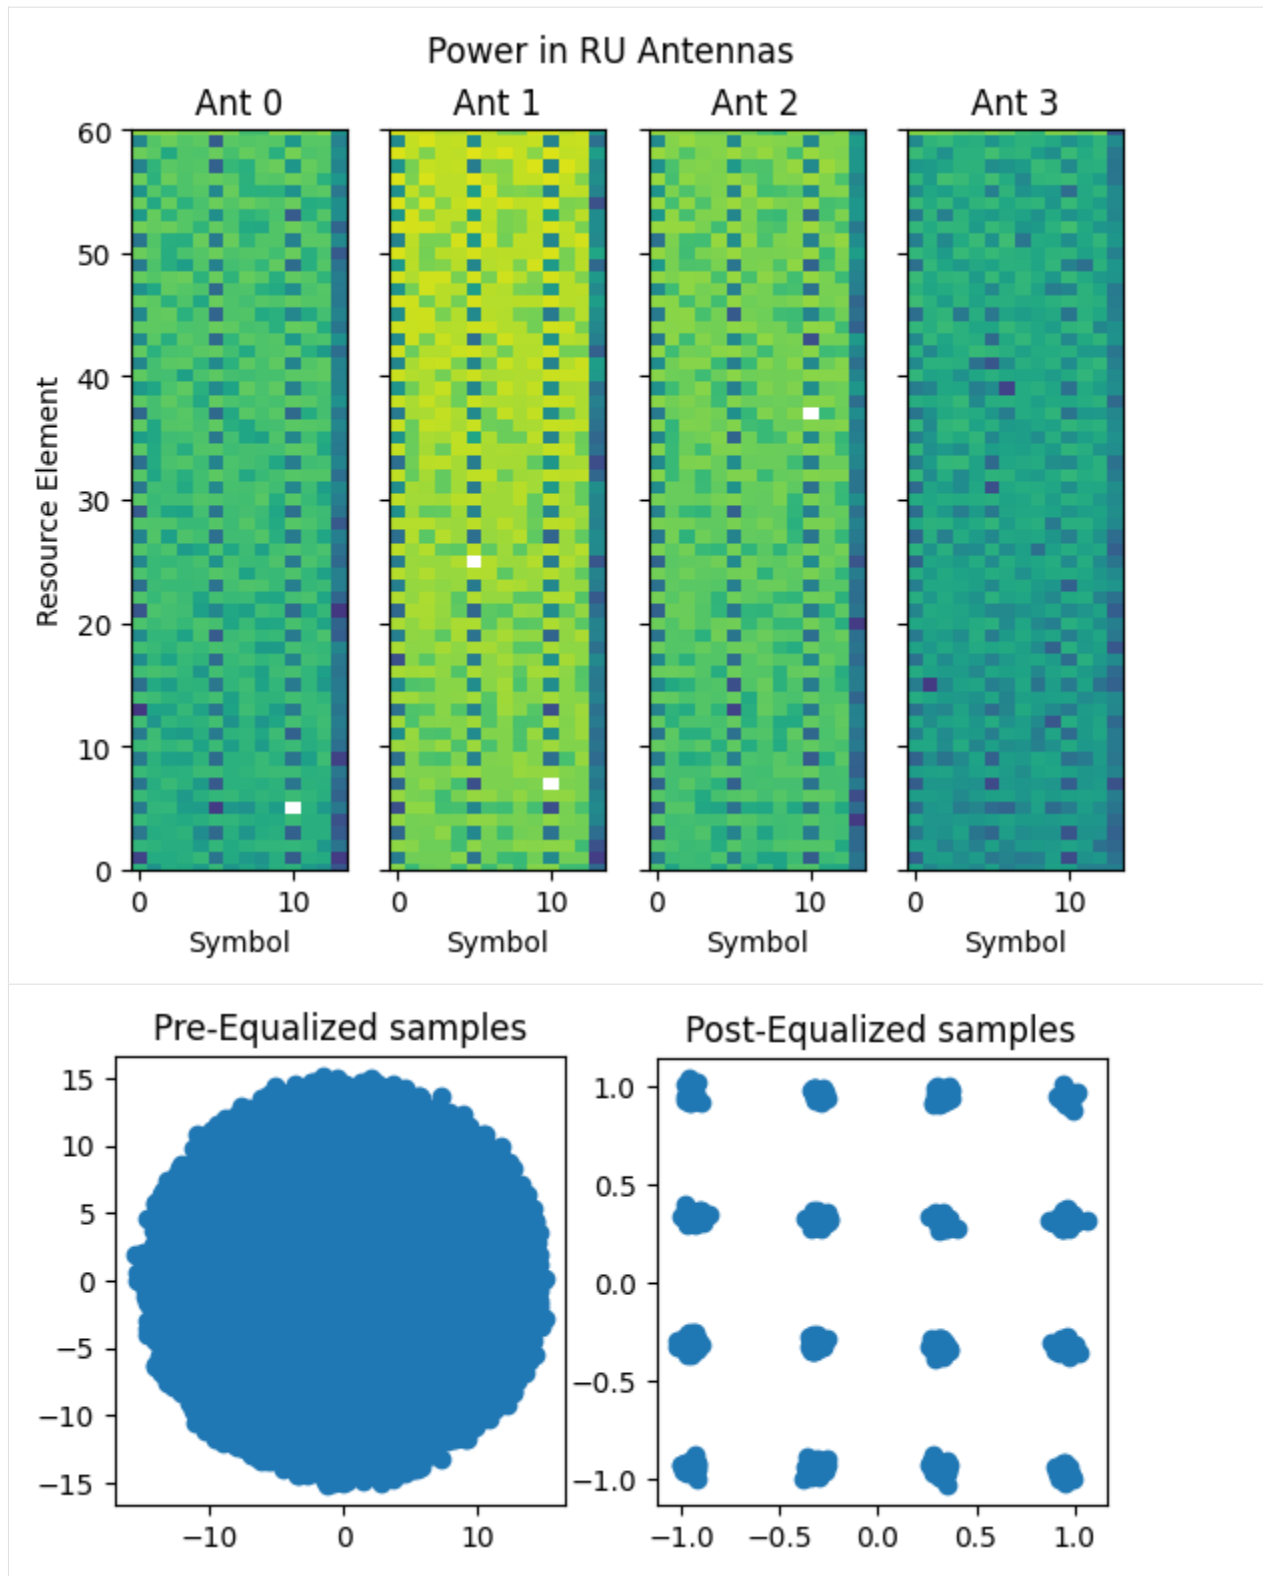 Power in RU Antennas
Ant 0 Ant 1 Ant 2 Ant 3
60
50
40
30
20
10
0
Resource Element
0 10 0 10 0 10 0 10
Symbol Symbol Symbol Symbol
Pre-Equalized samples Post-Equalized samples
15
10
5
0
−5
−10
−15
−10 0 10
1.0
0.5
0.0
−0.5
−1.0
−1.0 −0.5 0.0 0.5 1.0